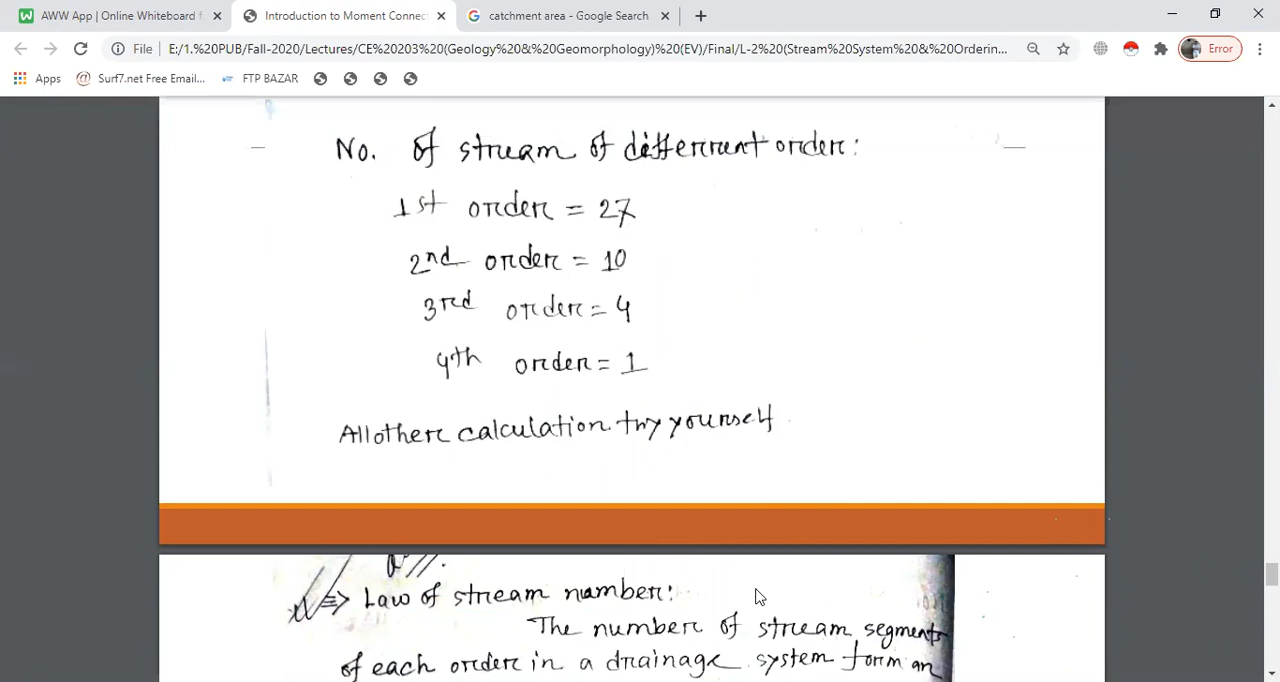 AWW App | Online Whiteboard f
Introduction to Moment Connec
catchment area - Google Search
File
E:/1.%20PUB/Fall-2020/Lectures/CE%20203%20(Geology%20&%20Geomorphology)%20(EV)/Final/L-2%20(Stream%20System%20&%20Orderin...
Error
Apps
Surf7.net Free Email...
FTP BAZAR
No. of stream of different order:
1st order = 27
2nd order = 10
3rd order = 4
4th order = 1
All other calculation try yourself
⇒ Law of stream number:
The number of stream segments
of each order in a drainage system form an